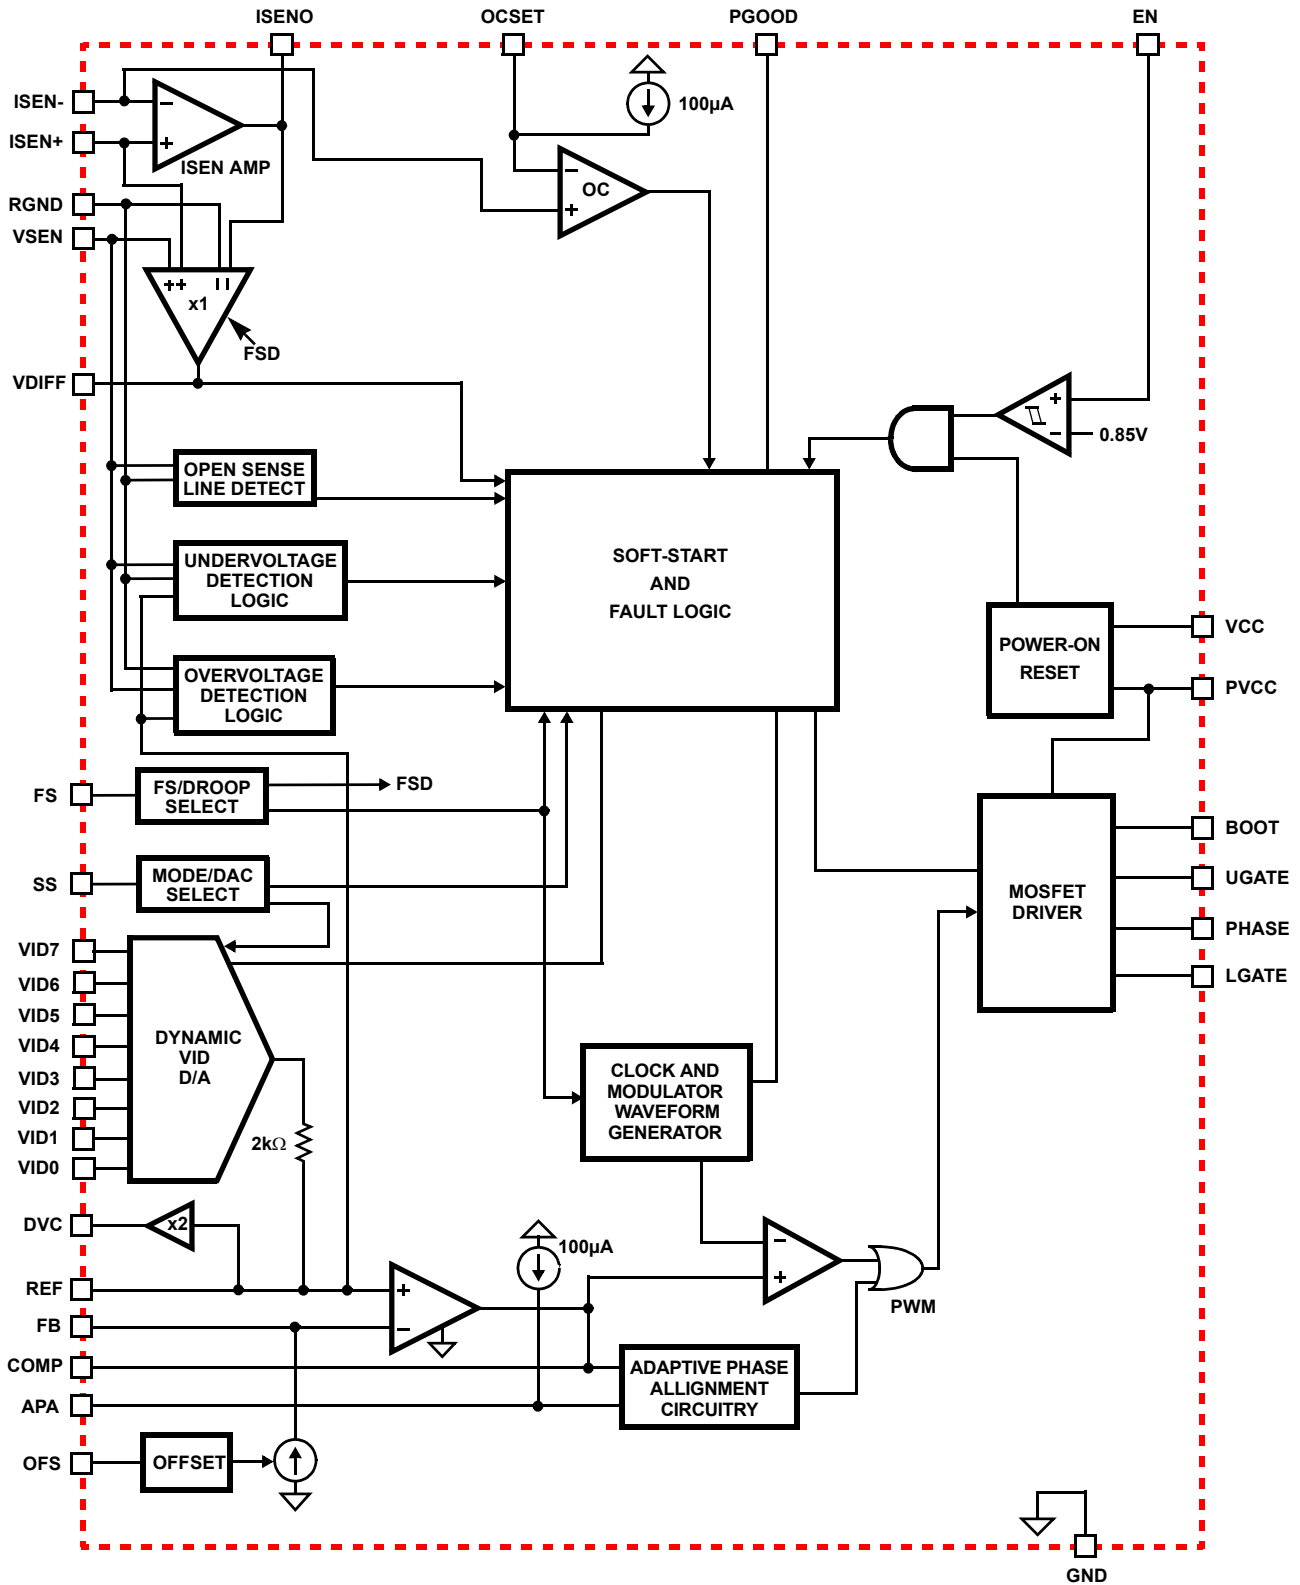 ISENO
OCSET
PGOOD
EN
ISEN-
ISEN+
RGND
VSEN
− 
+
ISEN AMP
100µA
−
+
OC
++ −−
x1
FSD
VDIFF
+
−
0.85V
OPEN SENSE
LINE DETECT
UNDERVOLTAGE
DETECTION
LOGIC
OVERVOLTAGE
DETECTION
LOGIC
SOFT-START
AND
FAULT LOGIC
POWER-ON
RESET
VCC
PVCC
FS
FS/DROOP
SELECT
FSD
SS
MODE/DAC
SELECT
MOSFET
DRIVER
BOOT
UGATE
PHASE
LGATE
VID7
VID6
VID5
VID4
VID3
VID2
VID1
VID0
DYNAMIC
VID
D/A
2kΩ
CLOCK AND
MODULATOR
WAVEFORM
GENERATOR
DVC
x2
100µA
REF
FB
COMP
APA
OFS
+
−
−
+
PWM
ADAPTIVE PHASE
ALLIGNMENT
CIRCUITRY
OFFSET
GND